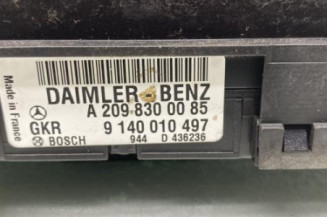 Made in France
DAIMLER BENZ
A 209 830 00 85
GKR 9 140 010 497
BOSCH 944 D 436236